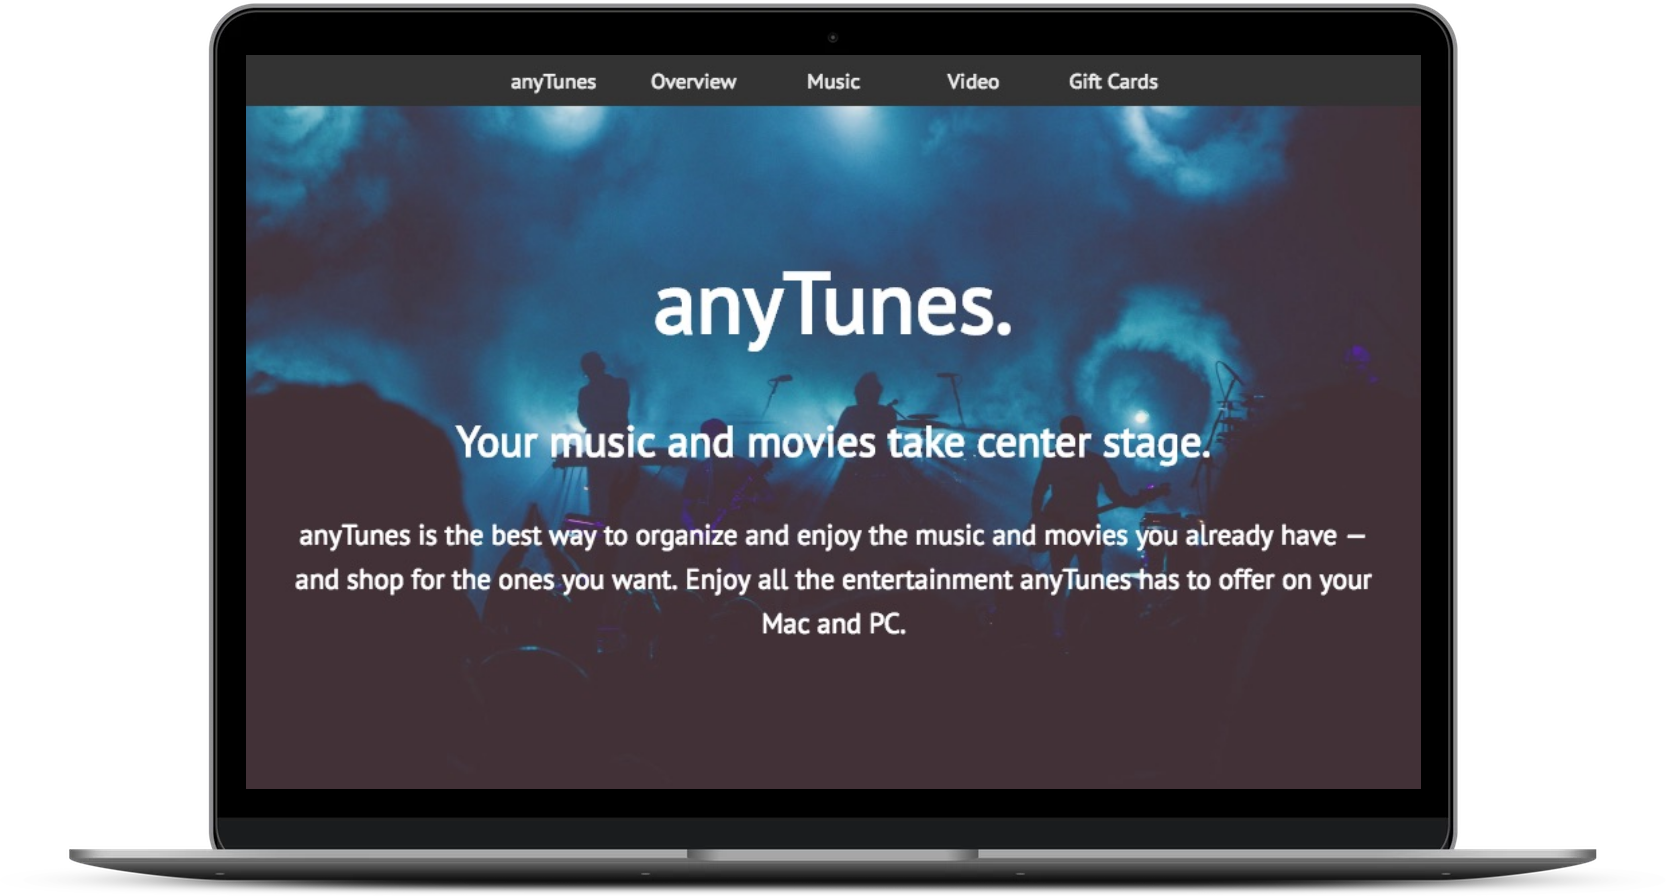 anyTunes Overview Music Video Gift Cards
anyTunes.
Your music and movies take center stage.
anyTunes is the best way to organize and enjoy the music and movies you already have —
and shop for the ones you want. Enjoy all the entertainment anyTunes has to offer on your
Mac and PC.